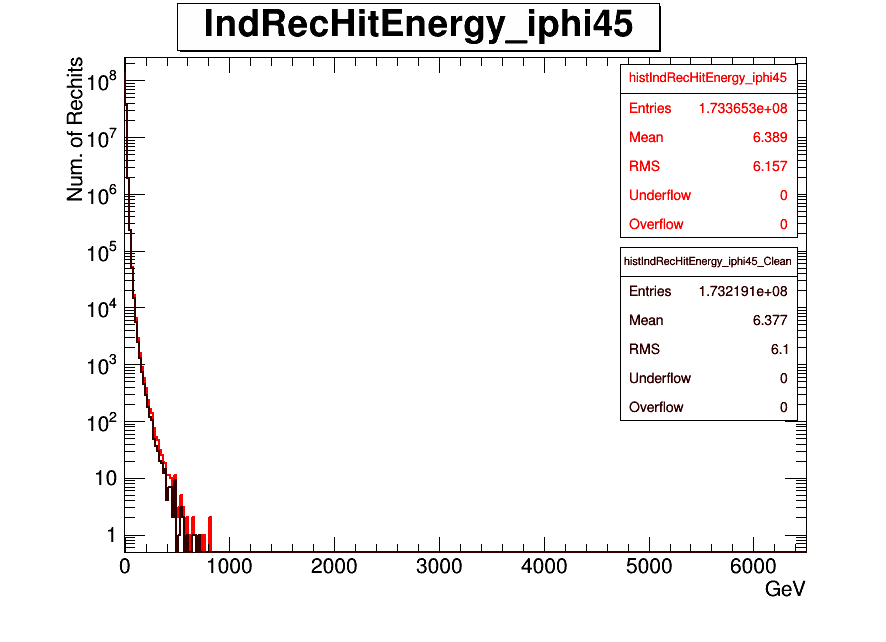 IndRecHitEnergy_iphi45
Num. of Rechits
10^8
10^7
10^6
10^5
10^4
10^3
10^2
10
1
0 1000 2000 3000 4000 5000 6000
GeV
histIndRecHitEnergy_iphi45
Entries 1.733653e+08
Mean 6.389
RMS 6.157
Underflow 0
Overflow 0
histIndRecHitEnergy_iphi45_Clean
Entries 1.732191e+08
Mean 6.377
RMS 6.1
Underflow 0
Overflow 0